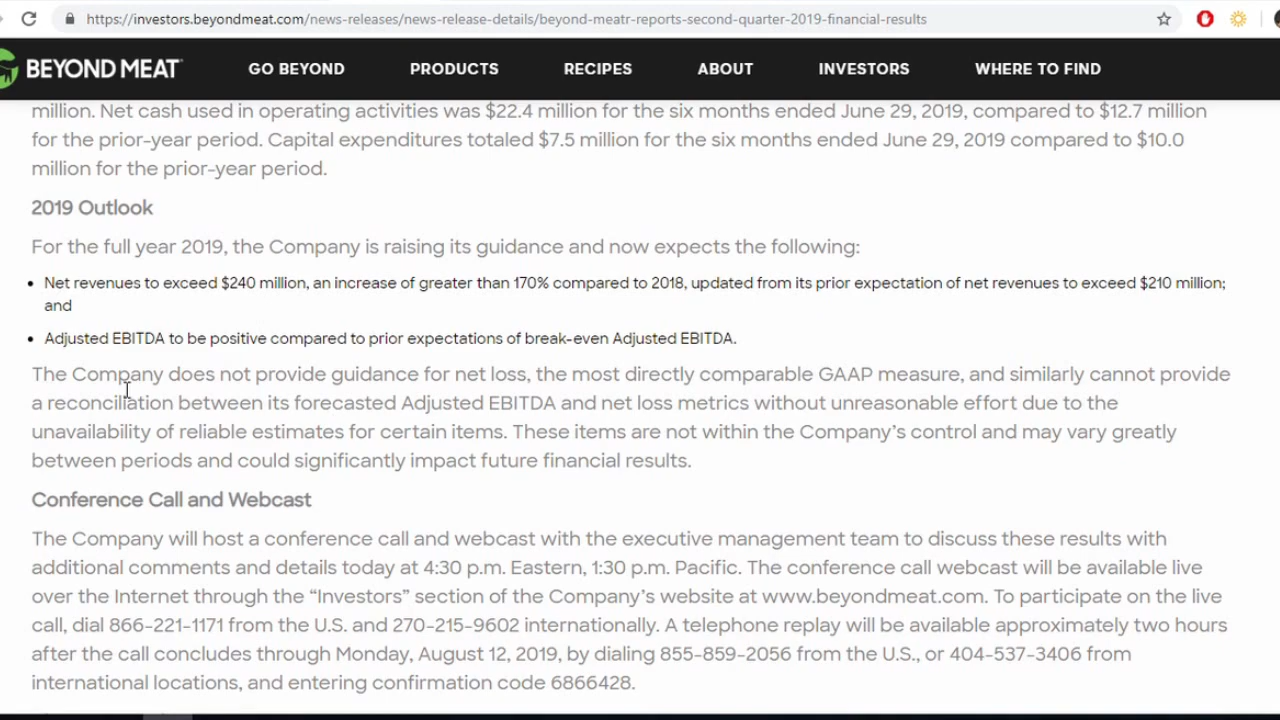 https://investors.beyondmeat.com/news-releases/news-release-details/beyond-meatr-reports-second-quarter-2019-financial-results
BEYOND MEAT GO BEYOND PRODUCTS RECIPES ABOUT INVESTORS WHERE TO FIND
million. Net cash used in operating activities was $22.4 million for the six months ended June 29, 2019, compared to $12.7 million
for the prior-year period. Capital expenditures totaled $7.5 million for the six months ended June 29, 2019 compared to $10.0
million for the prior-year period.
2019 Outlook
For the full year 2019, the Company is raising its guidance and now expects the following:
• Net revenues to exceed $240 million, an increase of greater than 170% compared to 2018, updated from its prior expectation of net revenues to exceed $210 million;
and
• Adjusted EBITDA to be positive compared to prior expectations of break-even Adjusted EBITDA.
The Company does not provide guidance for net loss, the most directly comparable GAAP measure, and similarly cannot provide
a reconciliation between its forecasted Adjusted EBITDA and net loss metrics without unreasonable effort due to the
unavailability of reliable estimates for certain items. These items are not within the Company’s control and may vary greatly
between periods and could significantly impact future financial results.
Conference Call and Webcast
The Company will host a conference call and webcast with the executive management team to discuss these results with
additional comments and details today at 4:30 p.m. Eastern, 1:30 p.m. Pacific. The conference call webcast will be available live
over the Internet through the “Investors” section of the Company’s website at www.beyondmeat.com. To participate on the live
call, dial 866-221-1171 from the U.S. and 270-215-9602 internationally. A telephone replay will be available approximately two hours
after the call concludes through Monday, August 12, 2019, by dialing 855-859-2056 from the U.S., or 404-537-3406 from
international locations, and entering confirmation code 6866428.